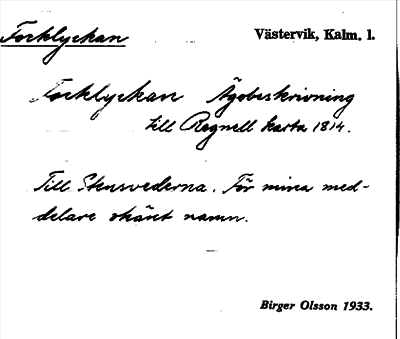 Torklyckan
Västervik, Kalm. l.
Torklyckan Ägobeskrivning
till Regnell karta 1814.
Till Stensvederna. För mina med-
delare okänt namn.
Birger Olsson 1933.